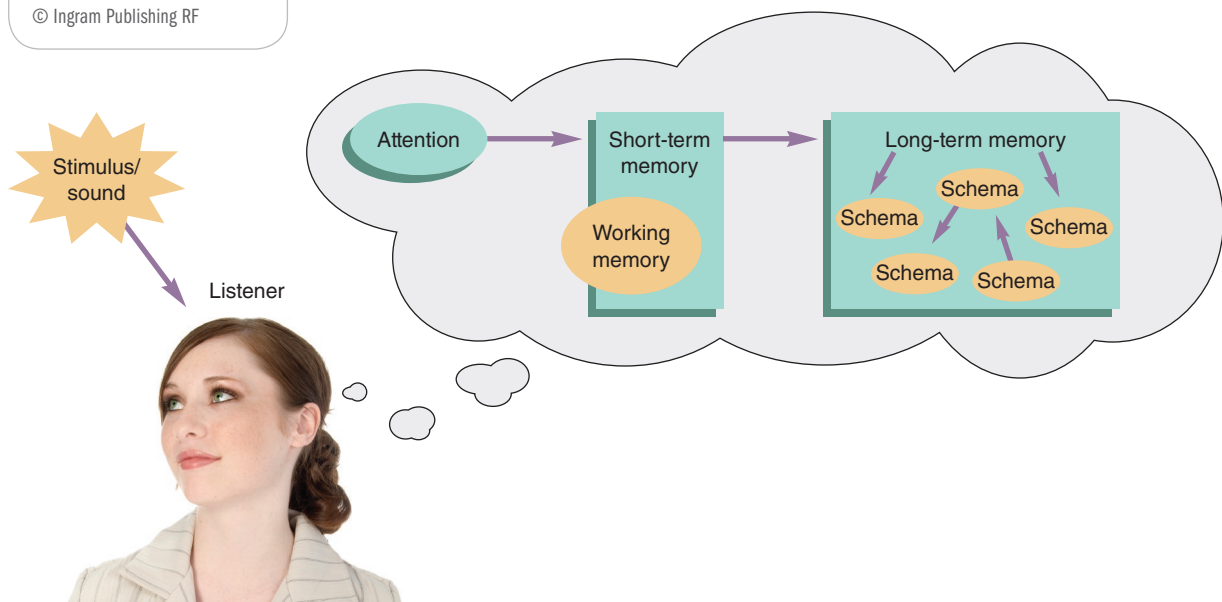 © Ingram Publishing RF
Stimulus/
sound
Listener
Attention
Short-term
memory
Working
memory
Long-term memory
Schema
Schema
Schema
Schema
Schema